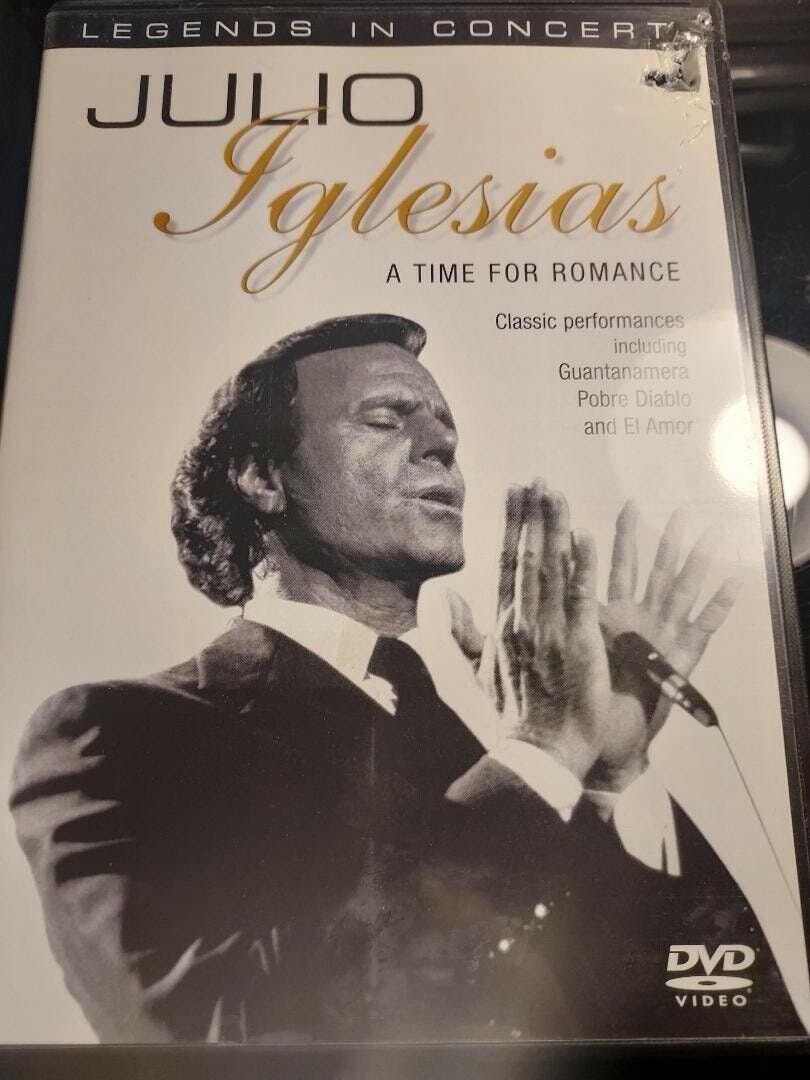 LEGENDS IN CONCERT
JULIO
Iglesias
A TIME FOR ROMANCE
Classic performances
including
Guantanamera
Pobre Diablo
and El Amor
DVD
VIDEO